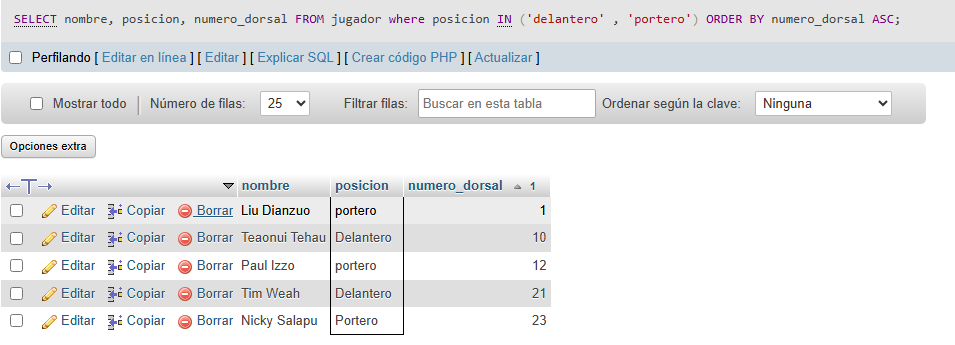 SELECT nombre, posicion, numero_dorsal FROM jugador where posicion IN ('delantero' , 'portero') ORDER BY numero_dorsal ASC;
Perfilando [ Editar en línea ] [ Editar ] [ Explicar SQL ] [ Crear código PHP ] [ Actualizar ]
Mostrar todo Número de filas: 25 Filtrar filas: Buscar en esta tabla Ordenar según la clave: Ninguna
Opciones extra
nombre posicion numero_dorsal 1
Editar Copiar Borrar Liu Dianzuo portero 1
Editar Copiar Borrar Teaonui Tehau Delantero 10
Editar Copiar Borrar Paul Izzo portero 12
Editar Copiar Borrar Tim Weah Delantero 21
Editar Copiar Borrar Nicky Salapu Portero 23